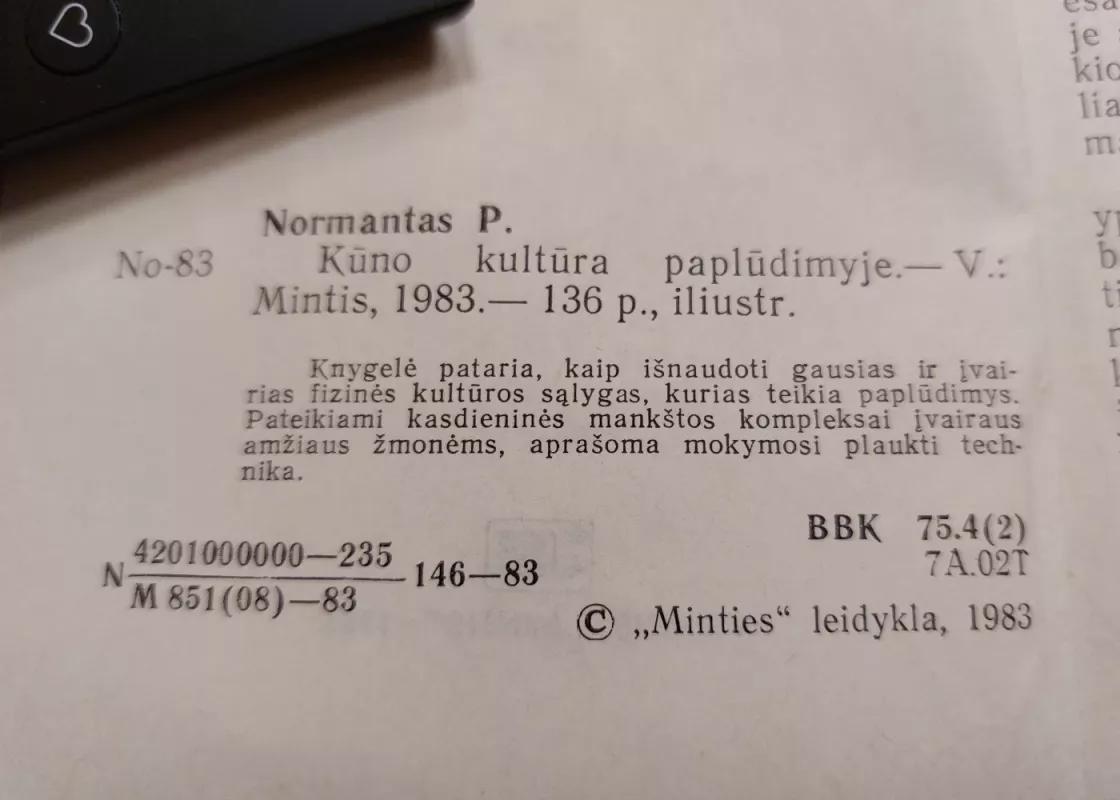 Normantas P.
No-83 Kūno kultūra paplūdimyje.— V.:
Mintis, 1983.— 136 p., iliustr.
Knygelė pataria, kaip išnaudoti gausias ir įvai-
rias fizinės kultūros sąlygas, kurias teikia paplūdimys.
Pateikiami kasdieninės mankštos kompleksai įvairaus
amžiaus žmonėms, aprašoma mokymosi plaukti tech-
nika.
BBK 75.4(2)
7A.02T
N 4201000000—235 146—83
M 851(08)—83
© „Minties“ leidykla, 1983